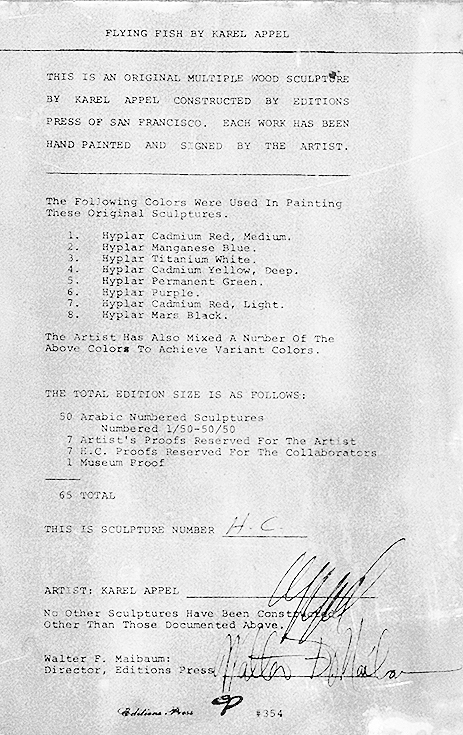 FLYING FISH BY KAREL APPEL
THIS IS AN ORIGINAL MULTIPLE WOOD SCULPTURE
BY KAREL APPEL CONSTRUCTED BY EDITIONS
PRESS OF SAN FRANCISCO. EACH WORK HAS BEEN
HAND PAINTED AND SIGNED BY THE ARTIST.
The Following Colors Were Used In Painting
These Original Sculptures.
1. Hyplar Cadmium Red, Medium.
2. Hyplar Manganese Blue.
3. Hyplar Titanium White.
4. Hyplar Cadmium Yellow, Deep.
5. Hyplar Permanent Green.
6. Hyplar Purple.
7. Hyplar Cadmium Red, Light.
8. Hyplar Mars Black.
The Artist Has Also Mixed A Number Of The
Above Colors To Achieve Variant Colors.
THE TOTAL EDITION SIZE IS AS FOLLOWS:
50 Arabic Numbered Sculptures
Numbered 1/50-50/50
7 Artist's Proofs Reserved For The Artist
7 H.C. Proofs Reserved For The Collaborators
1 Museum Proof
65 TOTAL
THIS IS SCULPTURE NUMBER H.C.
ARTIST: KAREL APPEL
No Other Sculptures Have Been Constructed
Other Than Those Documented Above.
Walter F. Maibaum:
Director, Editions Press
Editions Press #354